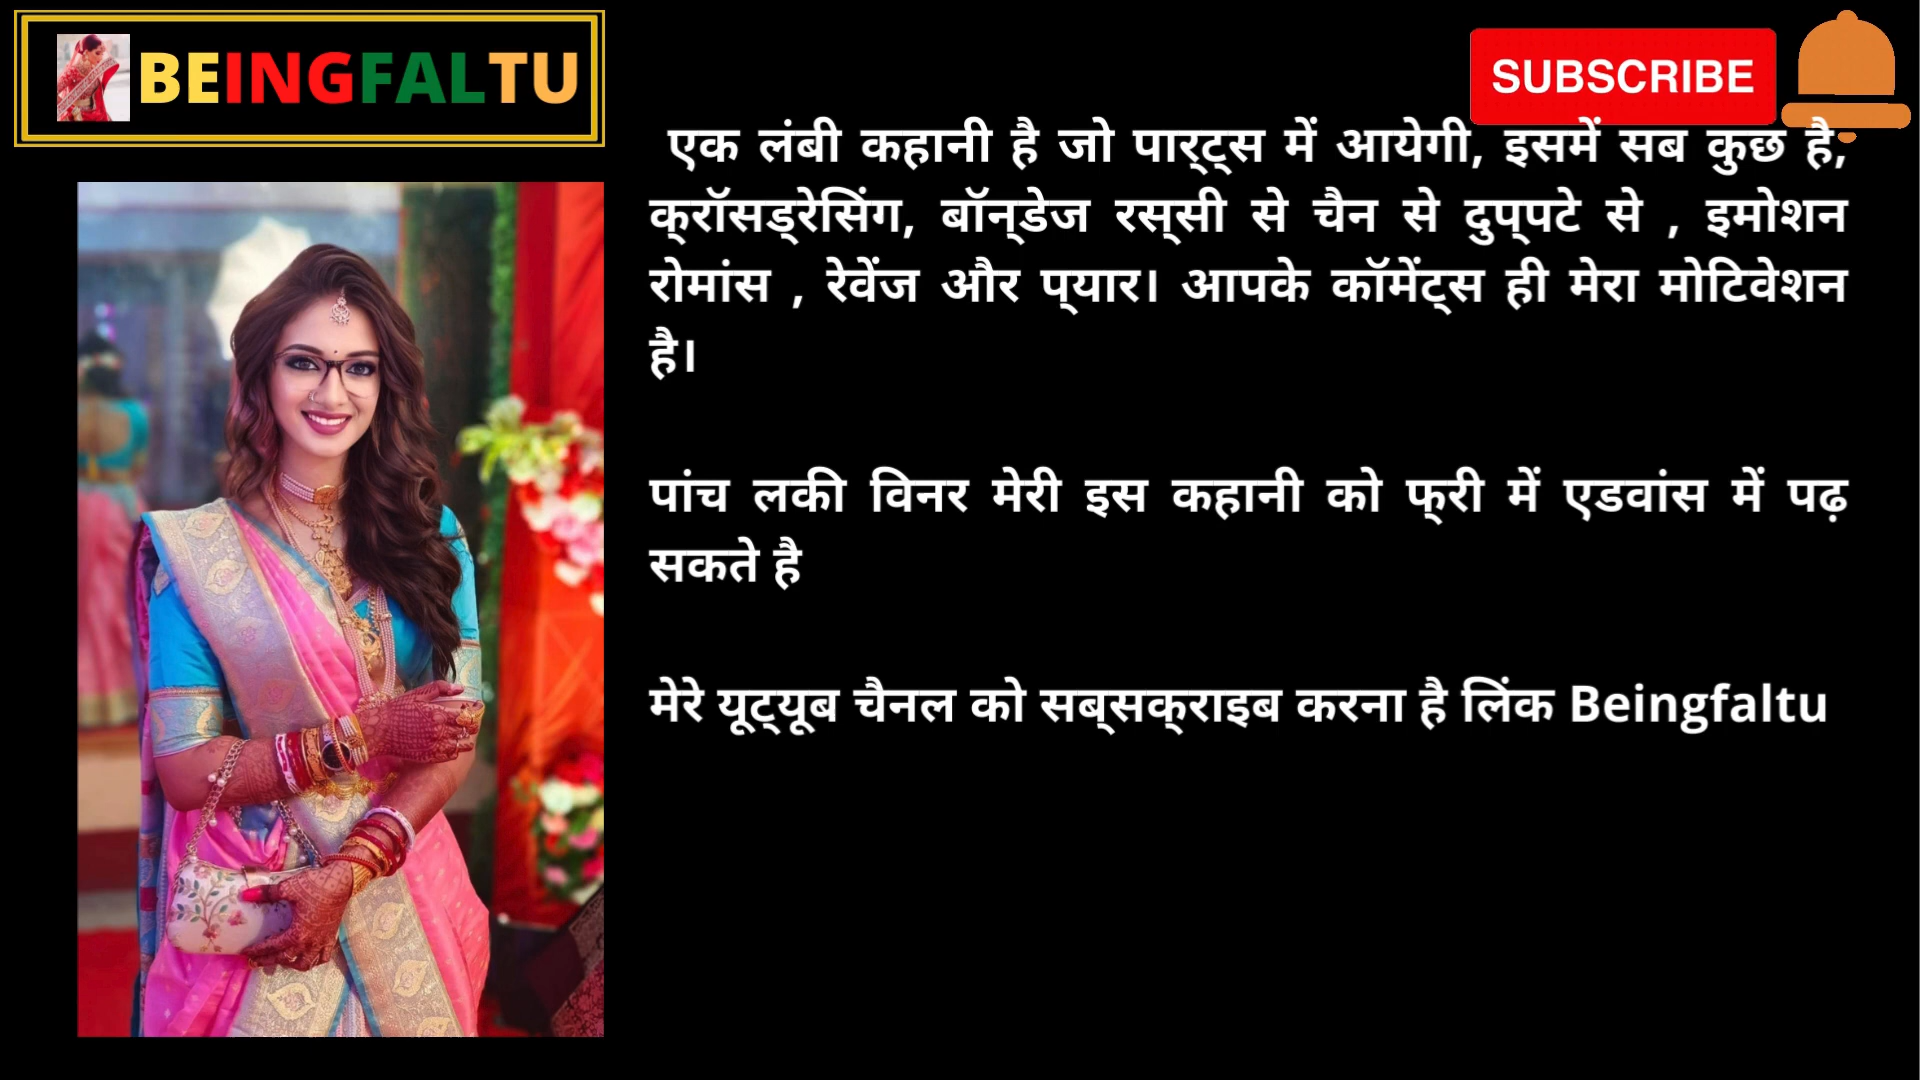 BEINGFALTU
SUBSCRIBE
एक लंबी कहानी है जो पार्ट्स में आयेगी, इसमें सब कुछ है,
क्रॉसड्रेसिंग, बॉन्डेज रस्सी से चैन से दुप्पटे से , इमोशन
रोमांस , रेवेंज और प्यार। आपके कॉमेंट्स ही मेरा मोटिवेशन
है।
पांच लकी विनर मेरी इस कहानी को फ्री में एडवांस में पढ़
सकते है
मेरे यूट्यूब चैनल को सब्सक्राइब करना है लिंक Beingfaltu